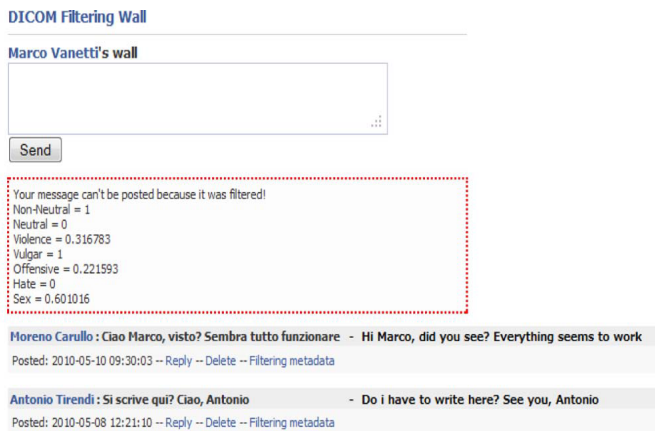 DICOM Filtering Wall
Marco Vanetti's wall
Send
Your message can't be posted because it was filtered!
Non-Neutral = 1
Neutral = 0
Violence = 0.316783
Vulgar = 1
Offensive = 0.221593
Hate = 0
Sex = 0.601016
Moreno Carullo : Ciao Marco, visto? Sembra tutto funzionare - Hi Marco, did you see? Everything seems to work
Posted: 2010-05-10 09:30:03 -- Reply -- Delete -- Filtering metadata
Antonio Tirendi : Si scrive qui? Ciao, Antonio - Do i have to write here? See you, Antonio
Posted: 2010-05-08 12:21:10 -- Reply -- Delete -- Filtering metadata